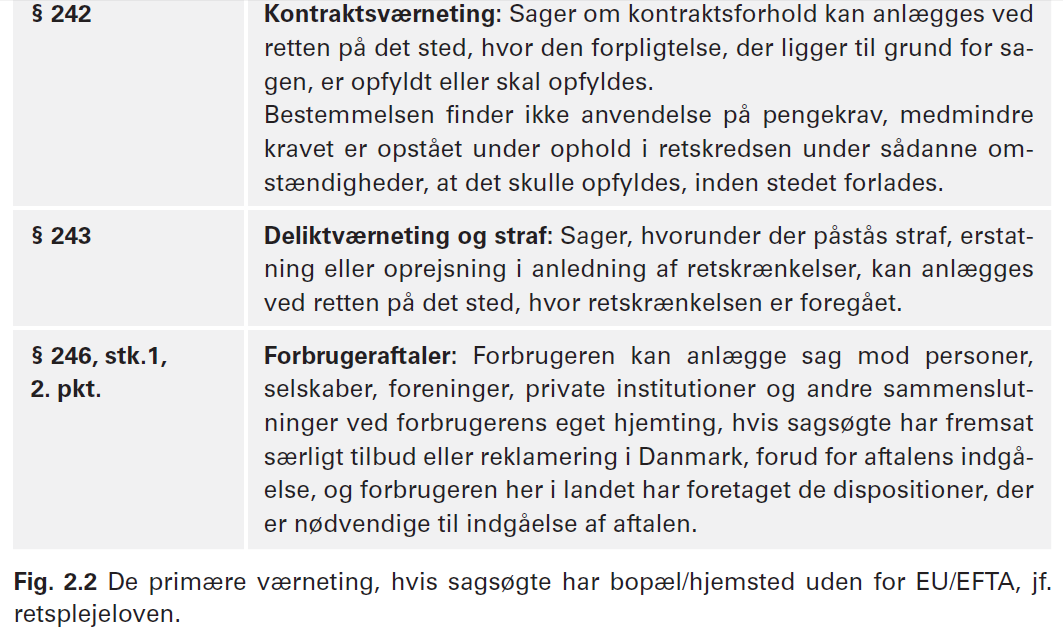 § 242
Kontraktsværneting: Sager om kontraktsforhold kan anlægges ved
retten på det sted, hvor den forpligtelse, der ligger til grund for sa-
gen, er opfyldt eller skal opfyldes.
Bestemmelsen finder ikke anvendelse på pengekrav, medmindre
kravet er opstået under ophold i retskredsen under sådanne om-
stændigheder, at det skulle opfyldes, inden stedet forlades.
§ 243
Deliktværneting og straf: Sager, hvorunder der påstås straf, erstat-
ning eller oprejsning i anledning af retskrænkelser, kan anlægges
ved retten på det sted, hvor retskrænkelsen er foregået.
§ 246, stk.1,
2. pkt.
Forbrugeraftaler: Forbrugeren kan anlægge sag mod personer,
selskaber, foreninger, private institutioner og andre sammenslut-
ninger ved forbrugerens eget hjemting, hvis sagsøgte har fremsat
særligt tilbud eller reklamering i Danmark, forud for aftalens indgå-
else, og forbrugeren her i landet har foretaget de dispositioner, der
er nødvendige til indgåelse af aftalen.
Fig. 2.2 De primære værneting, hvis sagsøgte har bopæl/hjemsted uden for EU/EFTA, jf.
retsplejeloven.